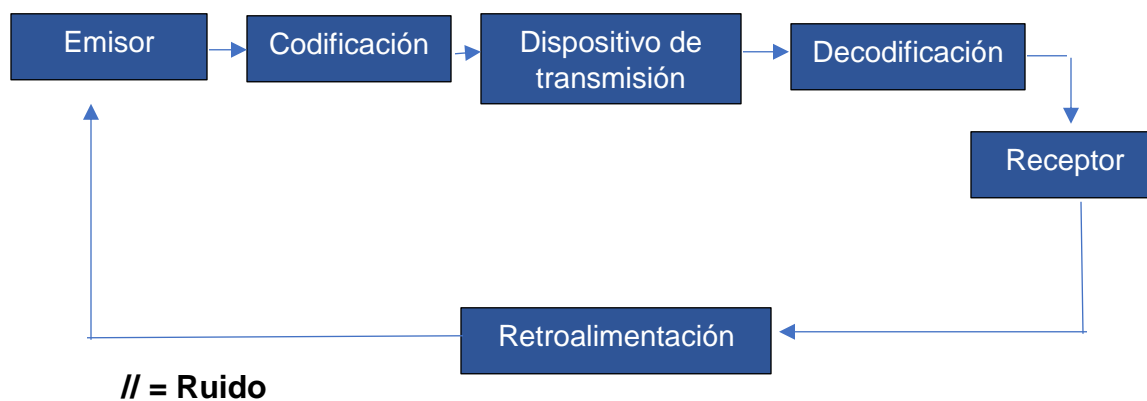 Emisor
Codificación
Dispositivo de
transmisión
Decodificación
Receptor
Retroalimentación
// = Ruido